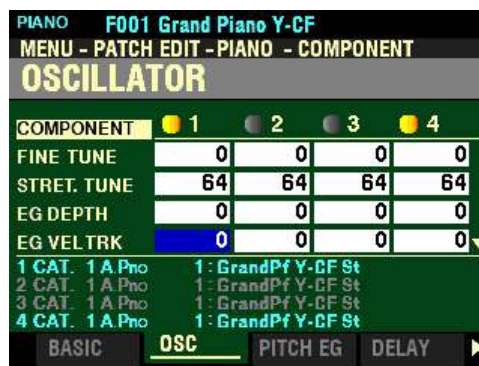 PIANO F001 Grand Piano Y-CF
MENU - PATCH EDIT - PIANO - COMPONENT
OSCILLATOR
COMPONENT 1 2 3 4
FINE TUNE 0 0 0 0
STRET. TUNE 64 64 64 64
EG DEPTH 0 0 0 0
EG VELTRK 0 0 0 0
1 CAT. 1 A.Pno 1: GrandPf Y-CF St
2 CAT. 1 A.Pno 1: GrandPf Y-CF St
3 CAT. 1 A.Pno 1: GrandPf Y-CF St
4 CAT. 1 A.Pno 1: GrandPf Y-CF St
BASIC OSC PITCH EG DELAY